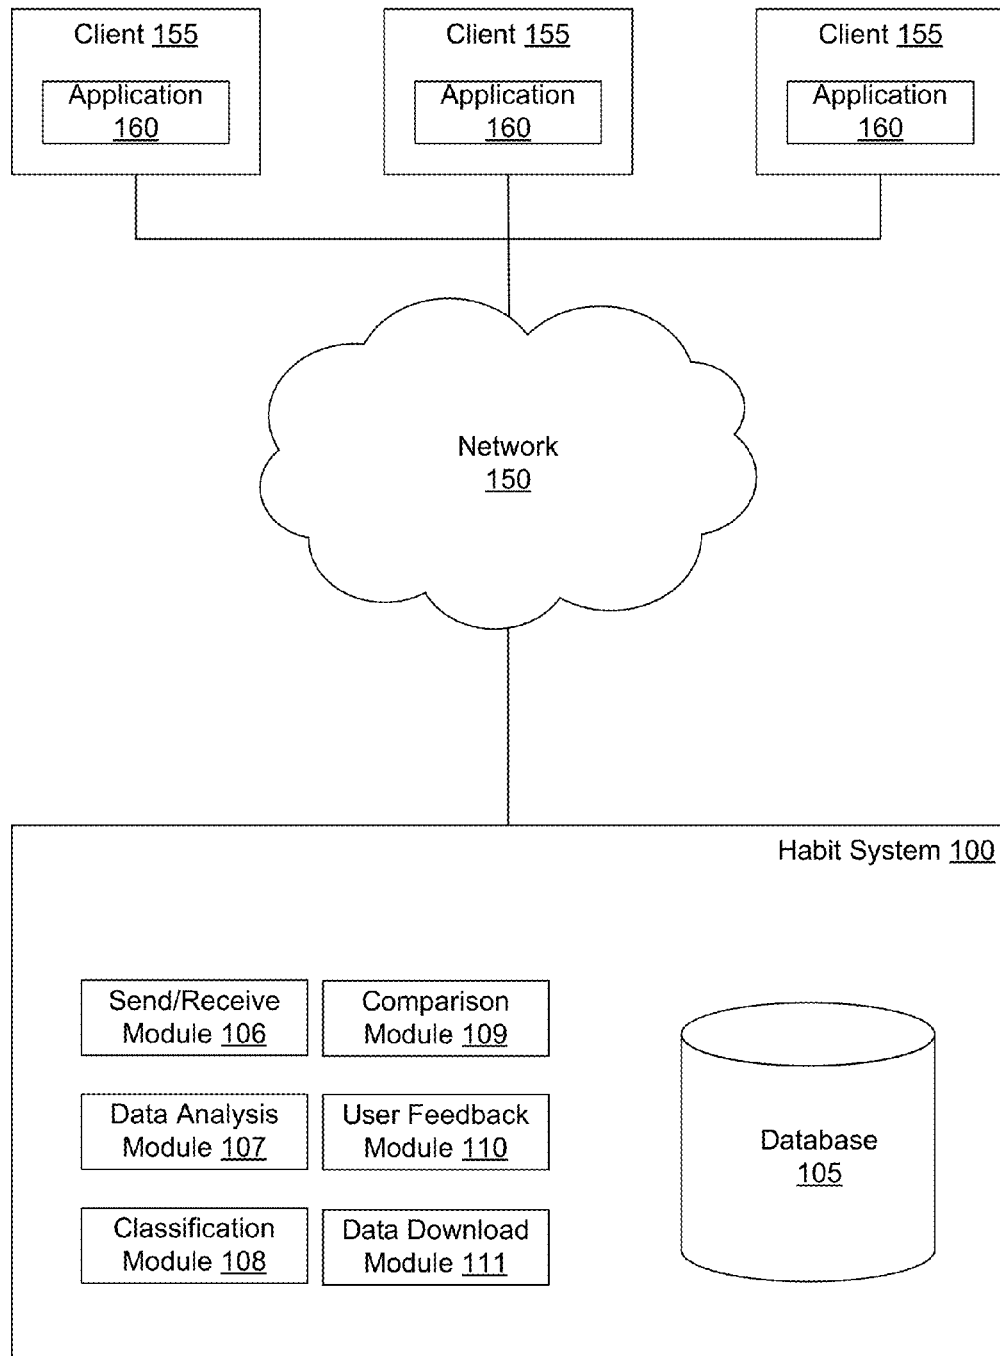 Client 155
Application
160
Client 155
Application
160
Client 155
Application
160
Network
150
Habit System 100
Send/Receive
Module 106
Comparison
Module 109
Data Analysis
Module 107
User Feedback
Module 110
Classification
Module 108
Data Download
Module 111
Database
105